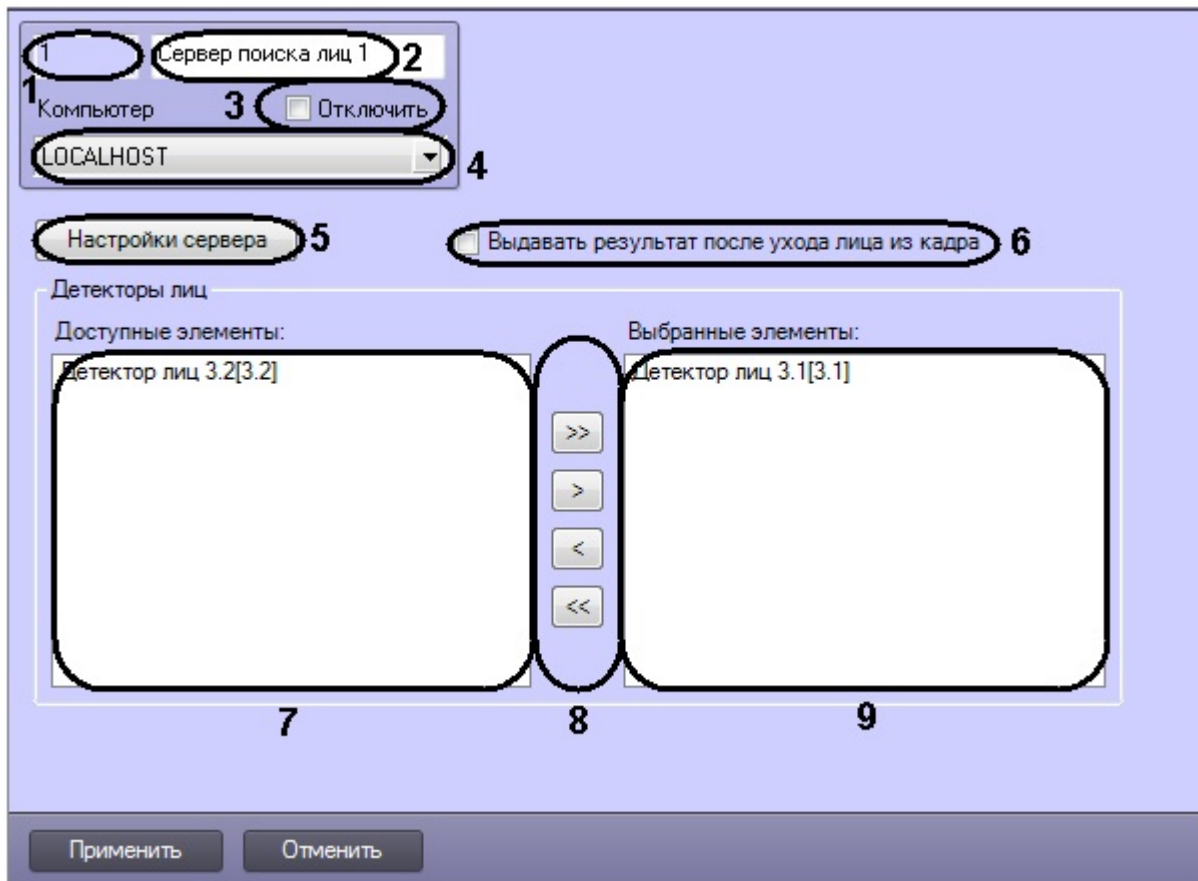 1 Сервер поиска лиц 1 2
1 Компьютер 3 Отключить
LOCALHOST 4
Настройки сервера 5 Выдавать результат после ухода лица из кадра 6
Детекторы лиц
Доступные элементы: Выбранные элементы:
Детектор лиц 3.2[3.2] Детектор лиц 3.1[3.1]
>>
>
<
<<
7 8 9
Применить Отменить